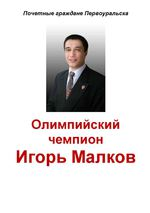 Почетные граждане Первоуральска
Олимпийский
чемпион
Игорь Малков